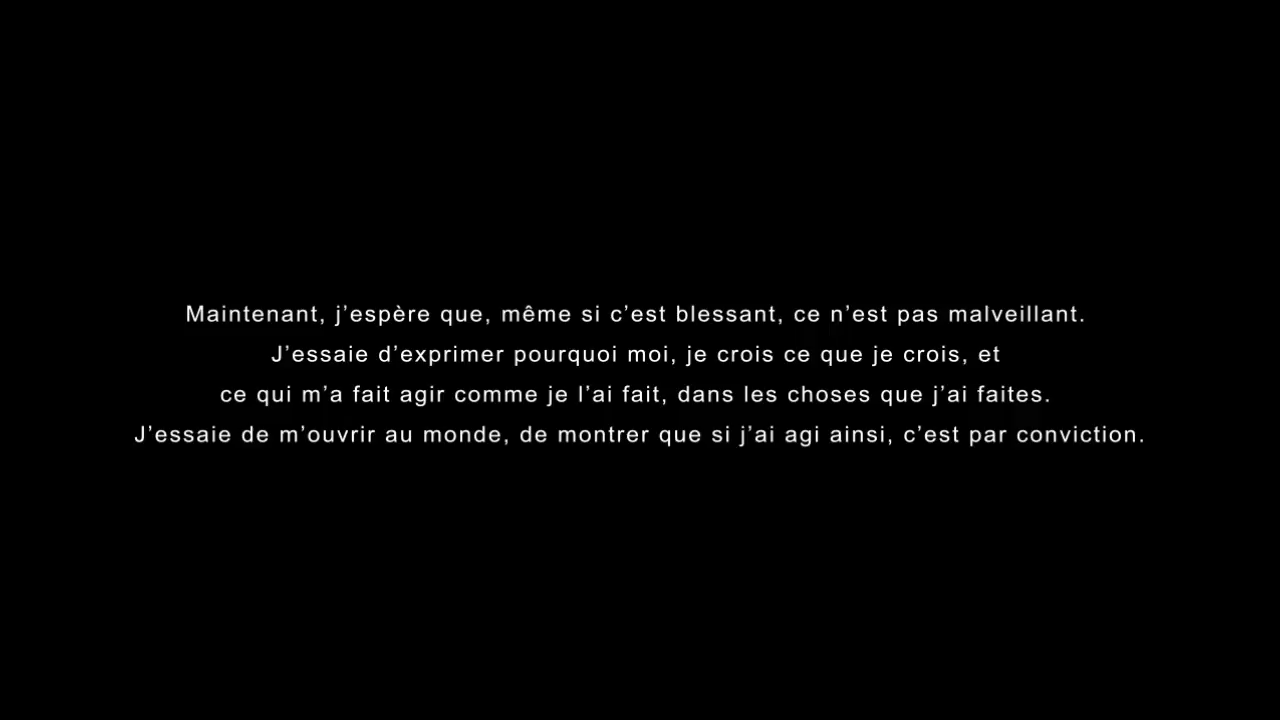 Maintenant, j’espère que, même si c’est blessant, ce n’est pas malveillant.
J’essaie d’exprimer pourquoi moi, je crois ce que je crois, et
ce qui m’a fait agir comme je l’ai fait, dans les choses que j’ai faites.
J’essaie de m’ouvrir au monde, de montrer que si j’ai agi ainsi, c’est par conviction.